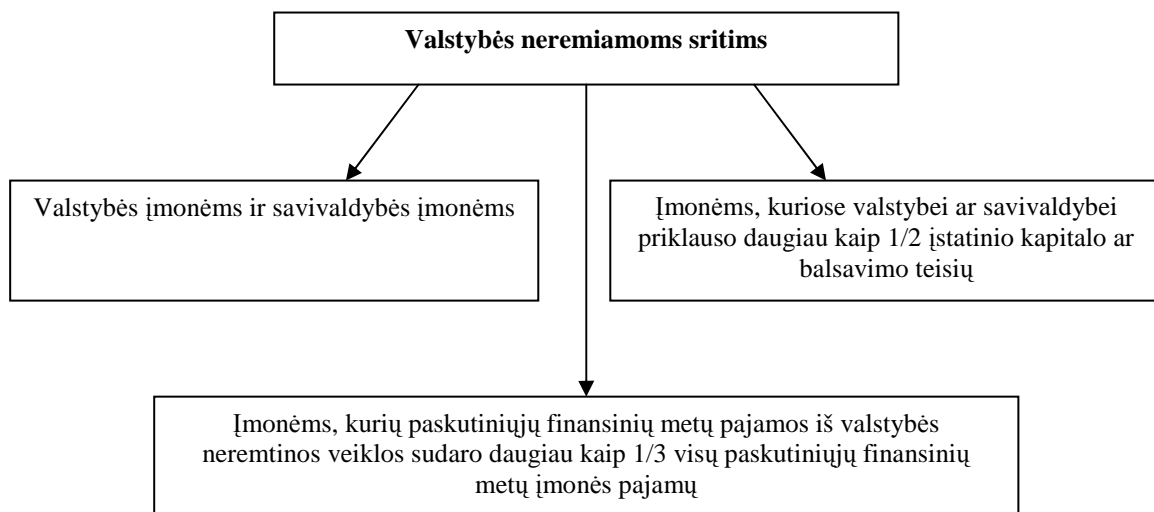 Valstybės neremiamoms sritims
Valstybės įmonėms ir savivaldybės įmonėms
Įmonėms, kuriose valstybei ar savivaldybei
priklauso daugiau kaip 1/2 įstatinio kapitalo ar
balsavimo teisių
Įmonėms, kurių paskutiniųjų finansinių metų pajamos iš valstybės
neremtinos veiklos sudaro daugiau kaip 1/3 visų paskutiniųjų finansinių
metų įmonės pajamų